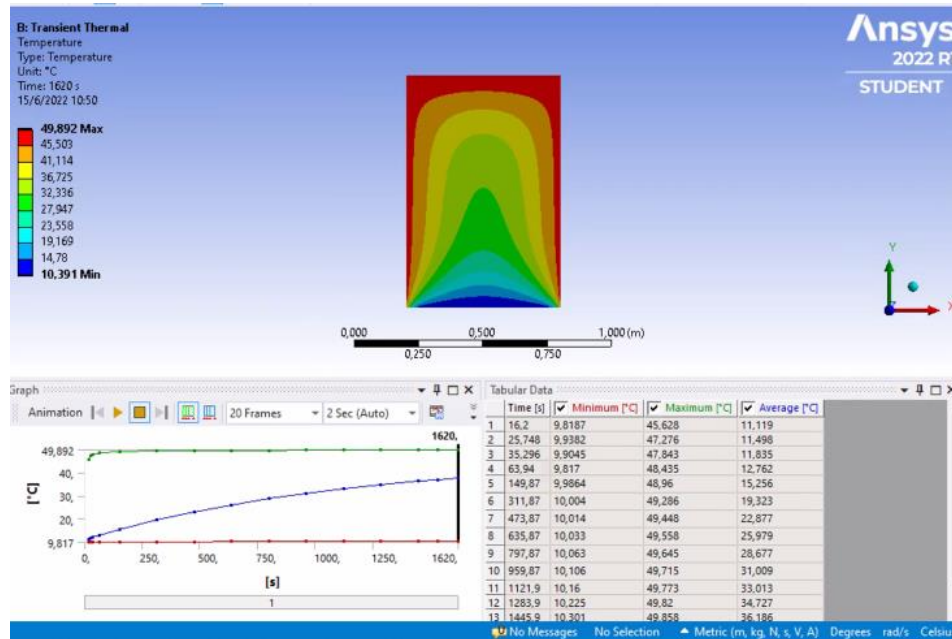 B: Transient Thermal
Temperature
Type: Temperature
Unit: °C
Time: 1620 s
15/6/2022 10:50
49,892 Max
45,503
41,114
36,725
32,336
27,947
23,558
19,169
14,78
10,391 Min
Ansys
2022 R
STUDENT
Y
X
0,000 0,500 1,000 (m)
0,250 0,750
Graph
Animation 20 Frames 2 Sec (Auto)
1620,
49,892
40,
30,
20,
9,817
[°C]
0, 250, 500, 750, 1000, 1250, 1620,
[s]
1
Tabular Data
Time [s] Minimum [°C] Maximum [°C] Average [°C]
1 16,2 9,8187 45,628 11,119
2 25,748 9,9382 47,276 11,498
3 35,296 9,9045 47,843 11,835
4 63,94 9,817 48,435 12,762
5 149,87 9,9864 48,96 15,256
6 311,87 10,004 49,286 19,323
7 473,87 10,014 49,448 22,877
8 635,87 10,033 49,558 25,979
9 797,87 10,063 49,645 28,677
10 959,87 10,106 49,715 31,009
11 1121,9 10,16 49,773 33,013
12 1283,9 10,225 49,82 34,727
13 1445,9 10,301 49,858 36,186
No Messages No Selection Metric (m, kg, N, s, V, A) Degrees rad/s Celsiu